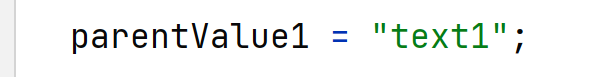 parentValue1 = "text1";